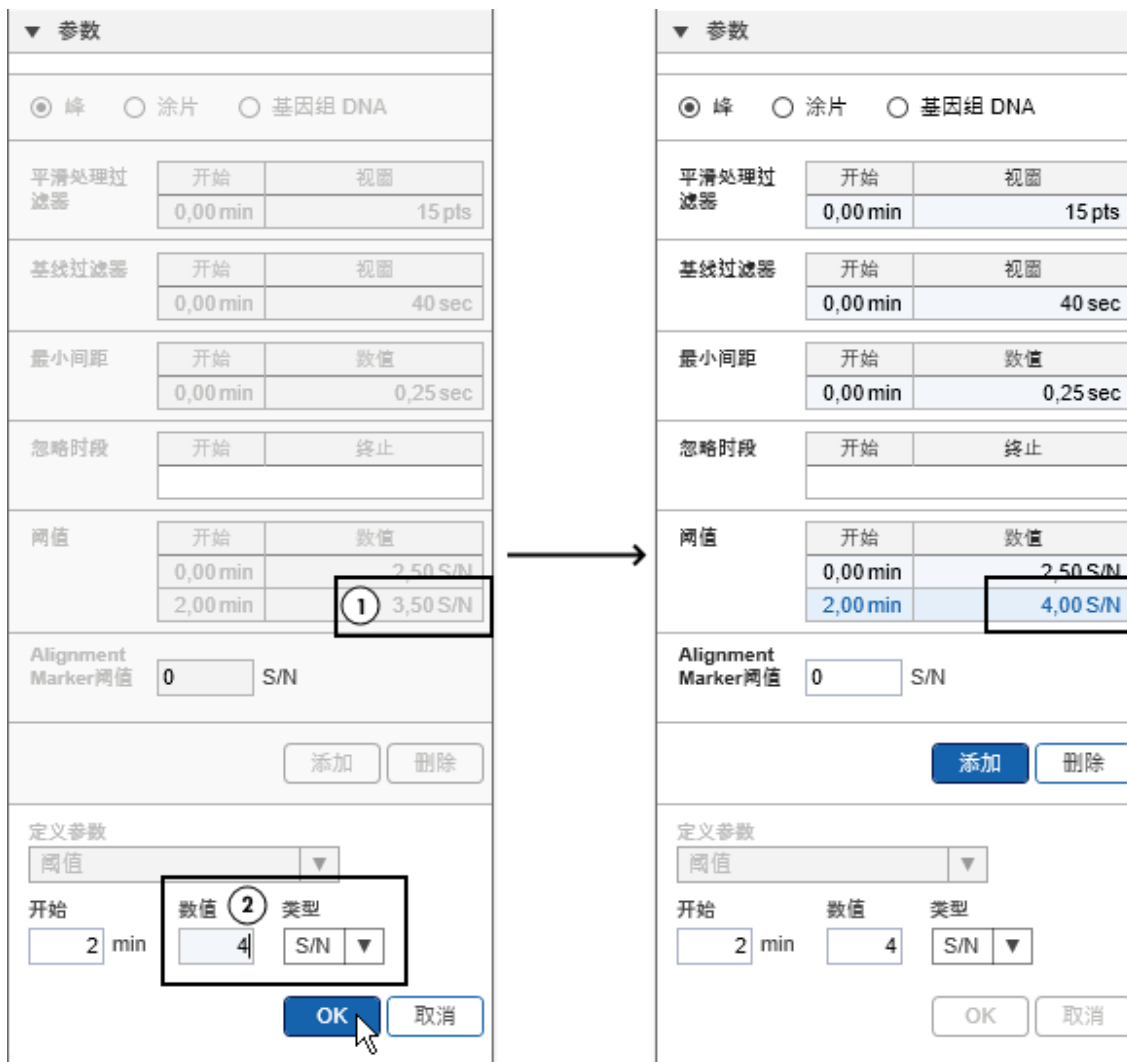 ▼ 参数
峰 涂片 基因组 DNA
平滑处理过
滤器
开始 视窗
0,00 min 15 pts
基线过滤器
开始 视窗
0,00 min 40 sec
最小间距
开始 数值
0,00 min 0,25 sec
忽略时段
开始 终止
阈值
开始 数值
0,00 min 2,50 S/N
2,00 min 1 3,50 S/N
Alignment
Marker阈值
0 S/N
添加 删除
定义参数
阈值 ▼
开始 数值 2 类型
2 min 4 S/N ▼
OK 取消
▼ 参数
峰 涂片 基因组 DNA
平滑处理过
滤器
开始 视窗
0,00 min 15 pts
基线过滤器
开始 视窗
0,00 min 40 sec
最小间距
开始 数值
0,00 min 0,25 sec
忽略时段
开始 终止
阈值
开始 数值
0,00 min 2,50 S/N
2,00 min 4,00 S/N
Alignment
Marker阈值
0 S/N
添加 删除
定义参数
阈值 ▼
开始 数值 类型
2 min 4 S/N ▼
OK 取消